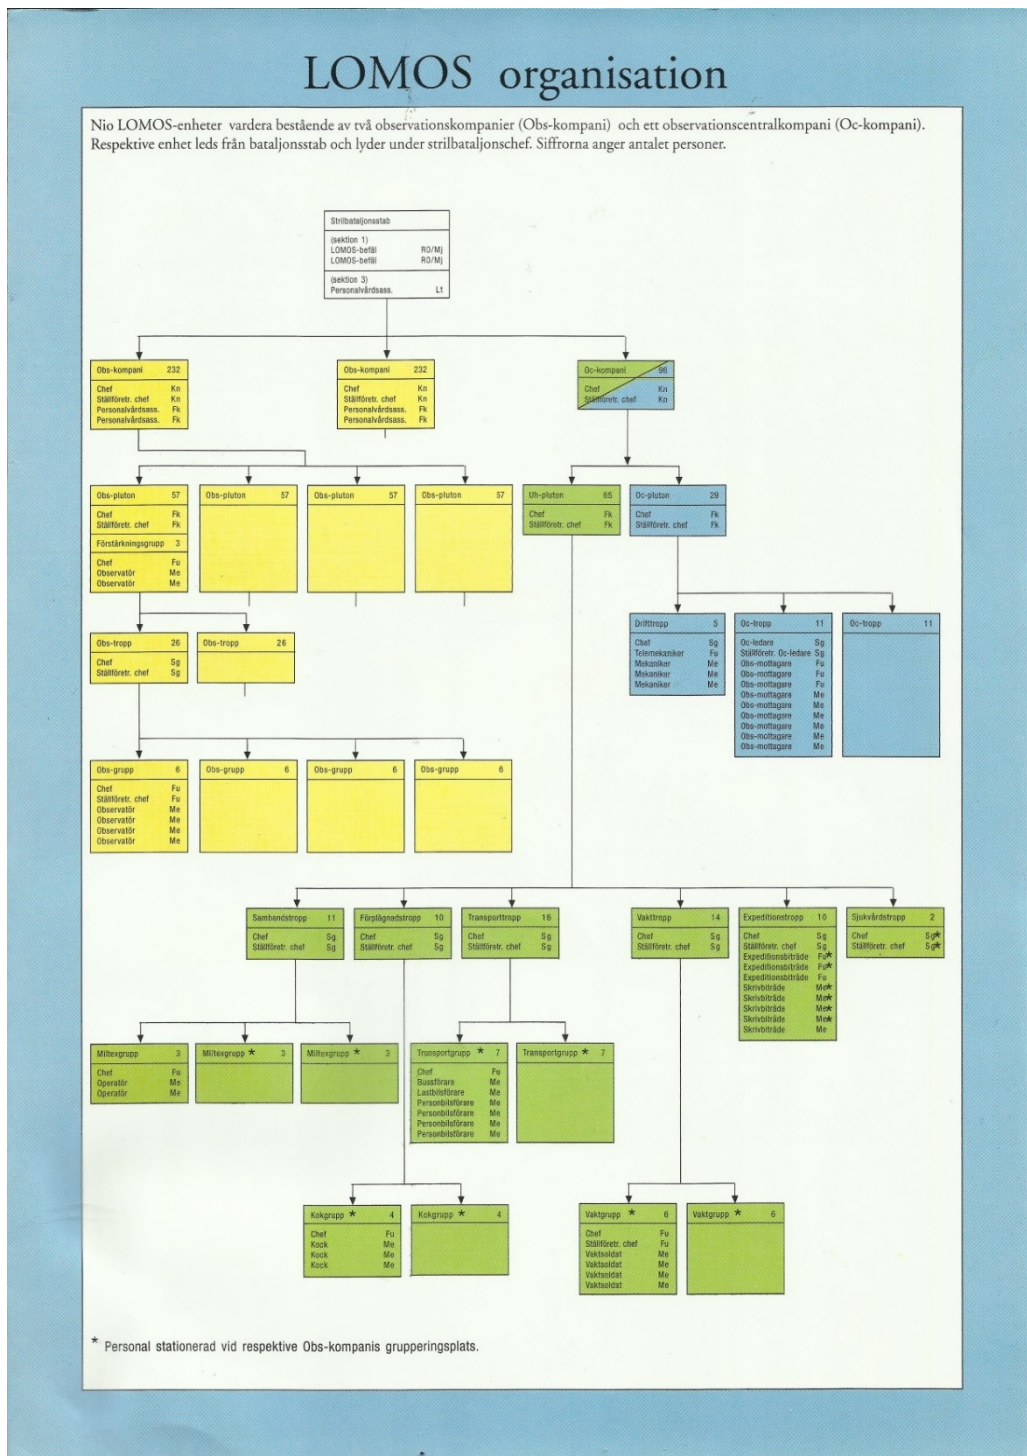 LOMOS organisation
Nio LOMOS-enheter vardera bestående av två observationskompanier (Obs-kompani) och ett observationscentralkompani (Oc-kompani).
Respektive enhet leds från bataljonsstab och lyder under strilbataljonschef. Siffrorna anger antalet personer.
Strilbataljonsstab
(sektion 1)
LOMOS-befäl RO/Mj
LOMOS-befäl RO/Mj
(sektion 3)
Personalvårdsass. Lt
Obs-kompani 232
Chef Kn
Ställföretr. chef Kn
Personalvårdsass. Fk
Personalvårdsass. Fk
Obs-kompani 232
Chef Kn
Ställföretr. chef Kn
Personalvårdsass. Fk
Personalvårdsass. Fk
Oc-kompani 96
Chef Kn
Ställföretr. chef Kn
Obs-pluton 57
Chef Fk
Ställföretr. chef Fk
Förstärkningsgrupp 3
Chef Fu
Observatör Me
Observatör Me
Obs-pluton 57
Obs-pluton 57
Obs-pluton 57
Uh-pluton 65
Chef Fk
Ställföretr. chef Fk
Oc-pluton 29
Chef Fk
Ställföretr. chef Fk
Obs-tropp 26
Chef Sg
Ställföretr. chef Sg
Obs-tropp 26
Drifttropp 5
Chef Sg
Telemekaniker Fu
Mekaniker Me
Mekaniker Me
Mekaniker Me
Oc-tropp 11
Oc-ledare Sg
Ställföretr. Oc-ledare Sg
Obs-mottagare Fu
Obs-mottagare Fu
Obs-mottagare Fu
Obs-mottagare Me
Obs-mottagare Me
Obs-mottagare Me
Obs-mottagare Me
Obs-mottagare Me
Obs-mottagare Me
Oc-tropp 11
Obs-grupp 6
Chef Fu
Ställföretr. chef Fu
Observatör Me
Observatör Me
Observatör Me
Observatör Me
Obs-grupp 6
Obs-grupp 6
Obs-grupp 6
Sambandstropp 11
Chef Sg
Ställföretr. chef Sg
Förplägnadstropp 10
Chef Sg
Ställföretr. chef Sg
Transporttropp 16
Chef Sg
Ställföretr. chef Sg
Vakttropp 14
Chef Sg
Ställföretr. chef Sg
Expeditionstropp 10
Chef Sg
Ställföretr. chef Sg
Expeditionsbiträde Fu*
Expeditionsbiträde Fu*
Expeditionsbiträde Fu
Skrivbiträde Me*
Skrivbiträde Me*
Skrivbiträde Me*
Skrivbiträde Me*
Skrivbiträde Me
Sjukvårdstropp 2
Chef Sg*
Ställföretr. chef Sg*
Miltexgrupp 3
Chef Fu
Operatör Me
Operatör Me
Miltexgrupp * 3
Miltexgrupp * 3
Transportgrupp * 7
Chef Fu
Bussförare Me
Lastbilsförare Me
Personbilsförare Me
Personbilsförare Me
Personbilsförare Me
Personbilsförare Me
Transportgrupp * 7
Kokgrupp * 4
Chef Fu
Kock Me
Kock Me
Kock Me
Kokgrupp * 4
Vaktgrupp * 6
Chef Fu
Ställföretr. chef Fu
Vaktsoldat Me
Vaktsoldat Me
Vaktsoldat Me
Vaktsoldat Me
Vaktgrupp * 6
* Personal stationerad vid respektive Obs-kompanis grupperingsplats.